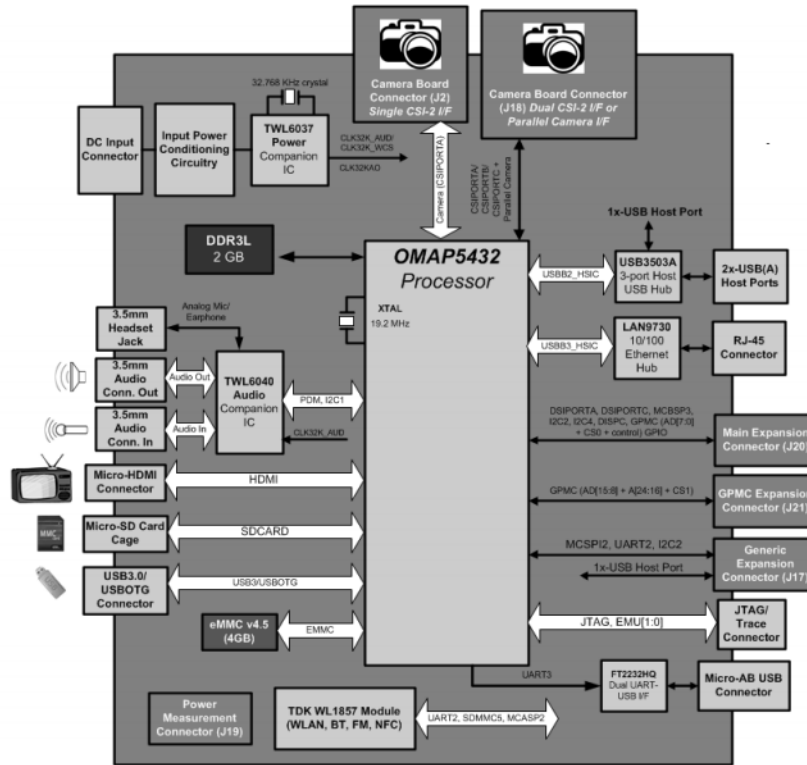 Camera Board
Connector (J2)
Single CSI-2 I/F
Camera Board Connector
(J18) Dual CSI-2 I/F or
Parallel Camera I/F
32.768 KHz crystal
DC Input
Connector
Input Power
Conditioning
Circuitry
TWL6037
Power
Companion
IC
CLK32K_AUD/
CLK32K_WCS
CLK32KAO
Camera (CSIPORTA)
CSIPORTA/
CSIPORTB/
CSIPORTC +
Parallel Camera
1x-USB Host Port
DDR3L
2 GB
OMAP5432
Processor
XTAL
19.2 MHz
USBB2_HSIC
USB3503A
3-port Host
USB Hub
2x-USB(A)
Host Ports
USBB3_HSIC
LAN9730
10/100
Ethernet
Hub
RJ-45
Connector
3.5mm
Headset
Jack
Analog Mic/
Earphone
3.5mm
Audio
Conn. Out
Audio Out
TWL6040
Audio
Companion
IC
PDM, I2C1
3.5mm
Audio
Conn. In
Audio In
CLK32K_AUD
DSIPORTA, DSIPORTC, MCBSP3,
I2C2, I2C4, DISPC, GPMC (AD[7:0]
+ CS0 + control) GPIO
Main Expansion
Connector (J20)
Micro-HDMI
Connector
HDMI
GPMC (AD[15:8] + A[24:16] + CS1)
GPMC Expansion
Connector (J21)
MMC
Micro-SD Card
Cage
SDCARD
MCSPI2, UART2, I2C2
1x-USB Host Port
Generic
Expansion
Connector (J17)
USB3.0/
USBOTG
Connector
USB3/USBOTG
eMMC v4.5
(4GB)
EMMC
JTAG, EMU[1:0]
JTAG/
Trace
Connector
UART3
FT2232HQ
Dual UART-
USB I/F
Micro-AB USB
Connector
Power
Measurement
Connector (J19)
TDK WL1857 Module
(WLAN, BT, FM, NFC)
UART2, SDMMC5, MCASP2